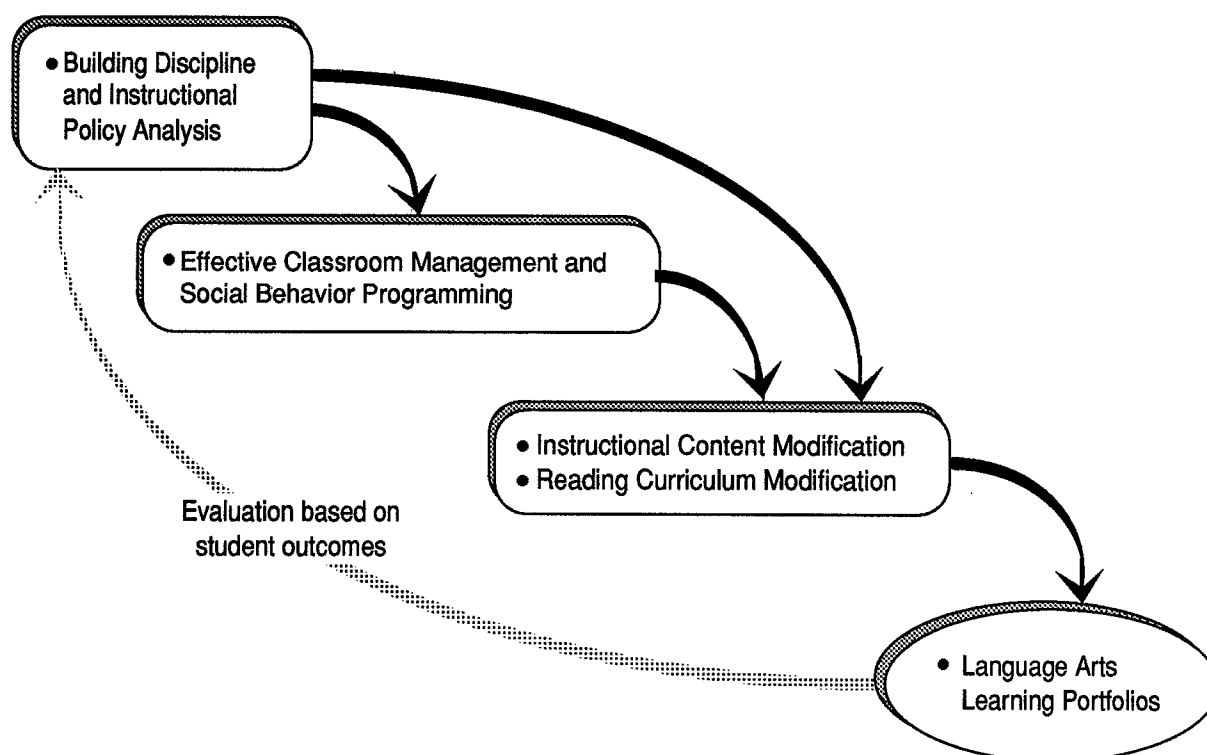 • Building Discipline
and Instructional
Policy Analysis
• Effective Classroom Management and
Social Behavior Programming
• Instructional Content Modification
• Reading Curriculum Modification
Evaluation based on
student outcomes
• Language Arts
Learning Portfolios